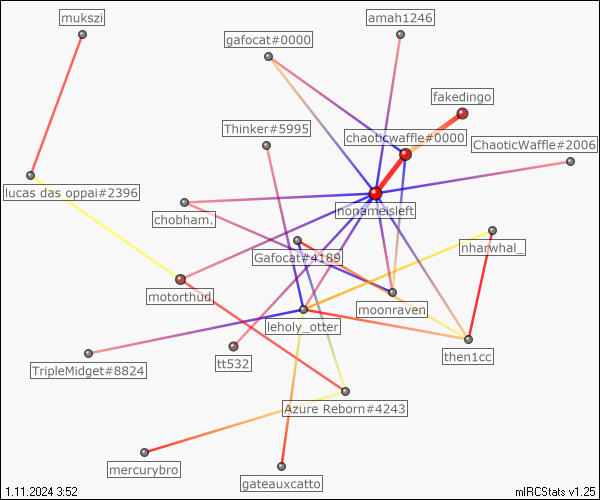 mukszi
amah1246
gafocat#0000
fakedingo
Thinker#5995
chaoticwaffle#0000
ChaoticWaffle#2006
lucas das oppai#2396
chobham.
nonameisleft
Gafocat#4189
nharwhal_
motorthud.
moonraven
leholy_otter
then1cc
TripleMidget#8824
tt532
Azure Reborn#4243
mercurybro
gateauxcatto
1.11.2024 3:52
mIRCStats v1.25